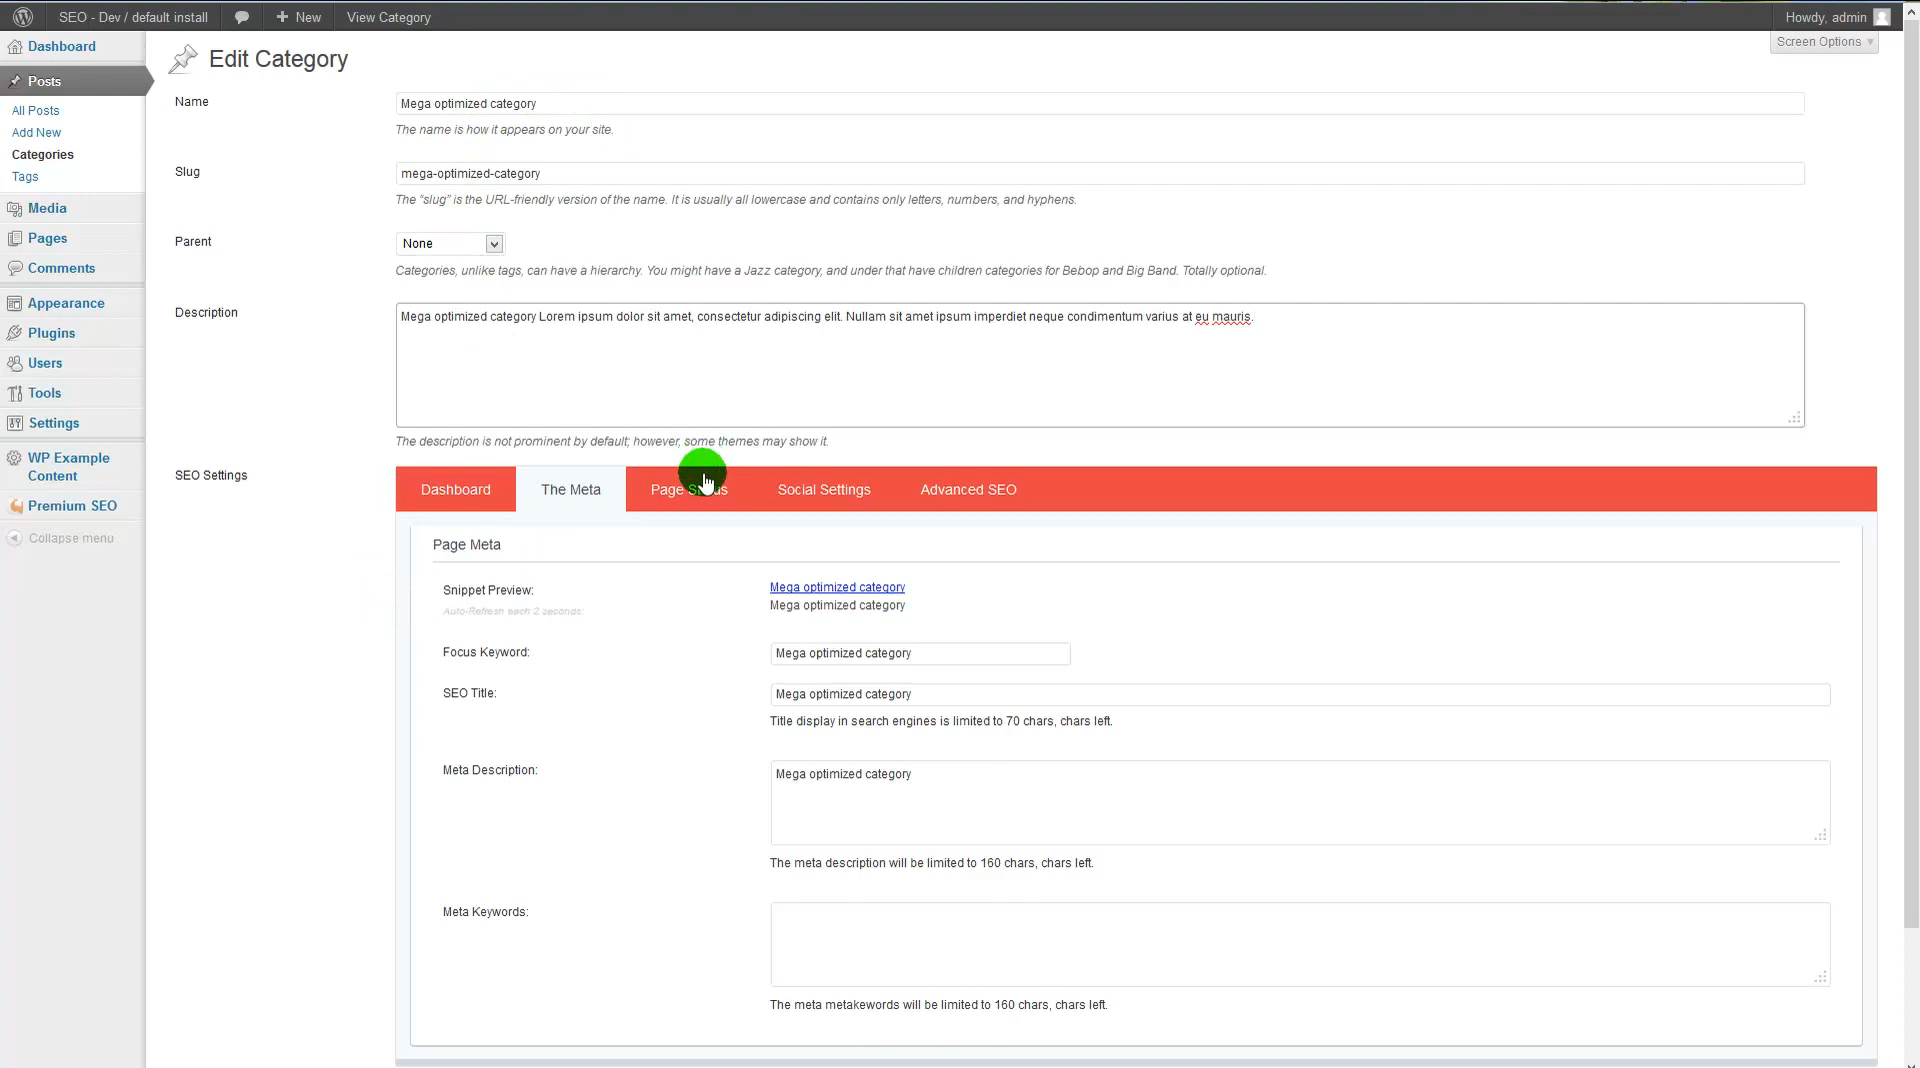 SEO - Dev / default install
New
View Category
Howdy, admin
Screen Options
Dashboard
Posts
All Posts
Add New
Categories
Tags
Media
Pages
Comments
Appearance
Plugins
Users
Tools
Settings
WP Example
Content
Premium SEO
Collapse menu
Edit Category
Name
Mega optimized category
The name is how it appears on your site.
Slug
mega-optimized-category
The “slug” is the URL-friendly version of the name. It is usually all lowercase and contains only letters, numbers, and hyphens.
Parent
None
Categories, unlike tags, can have a hierarchy. You might have a Jazz category, and under that have children categories for Bebop and Big Band. Totally optional.
Description
Mega optimized category Lorem ipsum dolor sit amet, consectetur adipiscing elit. Nullam sit amet ipsum imperdiet neque condimentum varius at eu mauris.
The description is not prominent by default; however, some themes may show it.
SEO Settings
Dashboard
The Meta
Page
Social Settings
Advanced SEO
Page Meta
Snippet Preview:
Auto-Refresh each 2 seconds:
Mega optimized category
Mega optimized category
Focus Keyword:
Mega optimized category
SEO Title:
Mega optimized category
Title display in search engines is limited to 70 chars, chars left.
Meta Description:
Mega optimized category
The meta description will be limited to 160 chars, chars left.
Meta Keywords:
The meta metakewords will be limited to 160 chars, chars left.